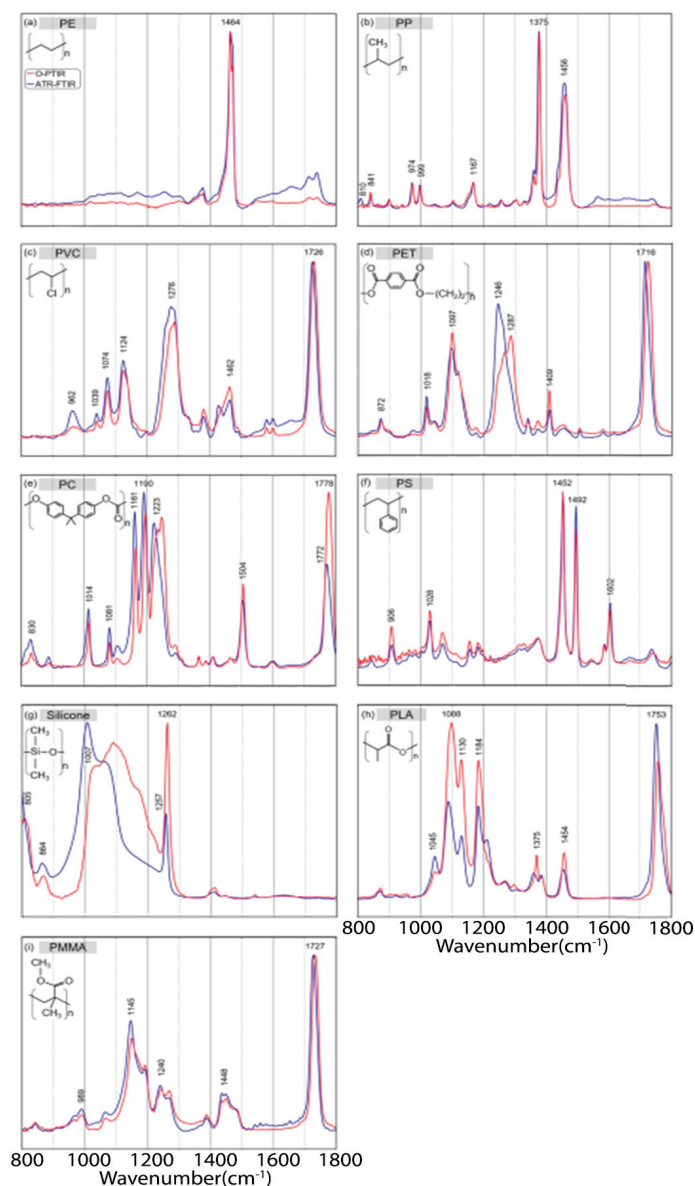 (a) PE
1464
n
O-PTIR
ATR-FTIR
(b) PP
CH3
n
1375
1456
810
841
974
999
1167
(c) PVC
Cl
n
1726
962
1039
1074
1124
1276
1462
(d) PET
O
O
O
O—(CH2)2
n
1716
872
1018
1097
1246
1287
1409
(e) PC
O
O
O
n
830
1014
1081
1161
1190
1223
1504
1772
1778
(f) PS
n
906
1028
1452
1492
1602
(g) Silicone
CH3
Si—O
CH3
n
805
864
1007
1257
1262
(h) PLA
O
O
n
1045
1088
1130
1184
1375
1454
1753
800 1000 1200 1400 1600 1800
Wavenumber(cm-1)
(i) PMMA
O
H3C
O
CH3
n
989
1145
1240
1448
1727
800 1000 1200 1400 1600 1800
Wavenumber(cm-1)